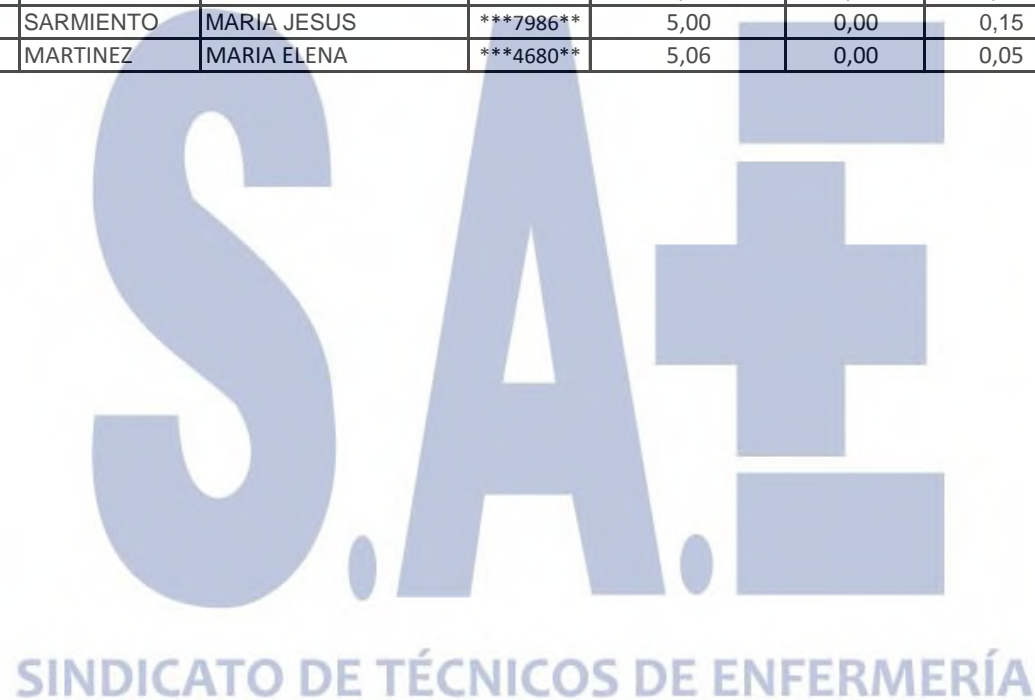 SARMIENTO MARIA JESUS ***7986** 5,00 0,00 0,15
MARTINEZ MARIA ELENA ***4680** 5,06 0,00 0,05
S.A.E
SINDICATO DE TÉCNICOS DE ENFERMERÍA